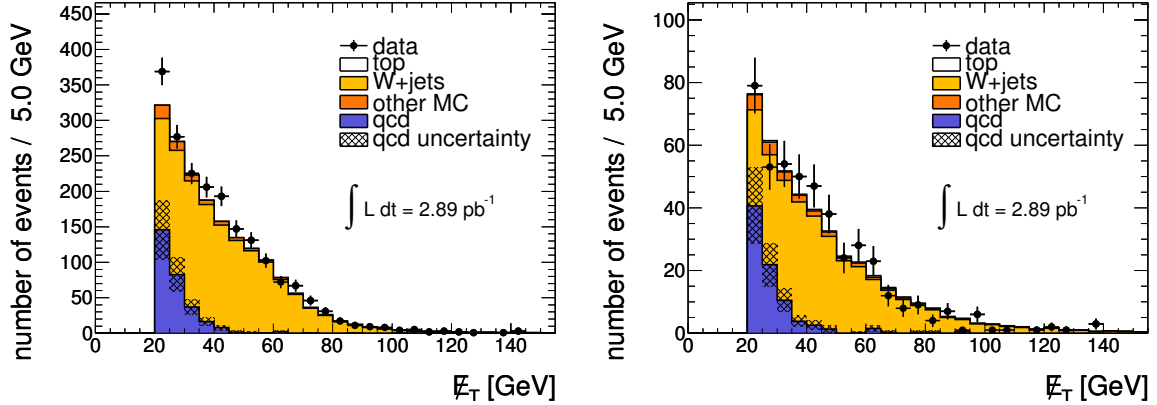 number of events / 5.0 GeV
450
400
350
300
250
200
150
100
50
0
data
top
W+jets
other MC
qcd
qcd uncertainty
∫ L dt = 2.89 pb⁻¹
0 20 40 60 80 100 120 140
E̸_T [GeV]
number of events / 5.0 GeV
100
80
60
40
20
0
data
top
W+jets
other MC
qcd
qcd uncertainty
∫ L dt = 2.89 pb⁻¹
0 20 40 60 80 100 120 140
E̸_T [GeV]